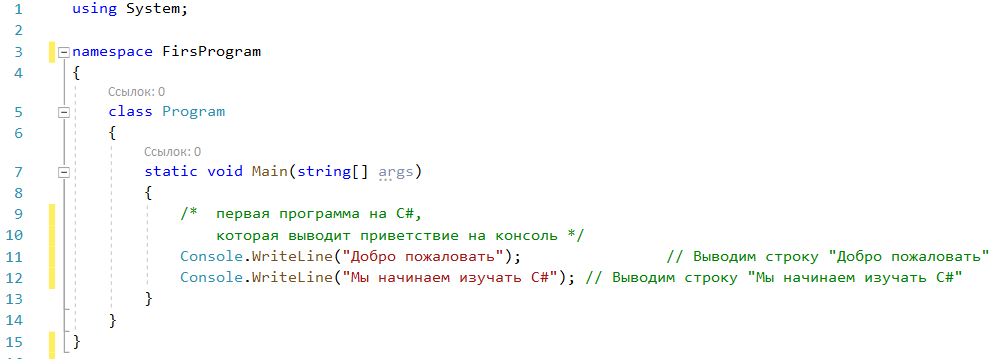 1 using System;
2
3 namespace FirsProgram
4 {
Ссылок: 0
5 class Program
6 {
Ссылок: 0
7 static void Main(string[] args)
8 {
9 /*  первая программа на C#,
10 которая выводит приветствие на консоль */
11 Console.WriteLine("Добро пожаловать"); // Выводим строку "Добро пожаловать"
12 Console.WriteLine("Мы начинаем изучать C#"); // Выводим строку "Мы начинаем изучать C#"
13 }
14 }
15 }